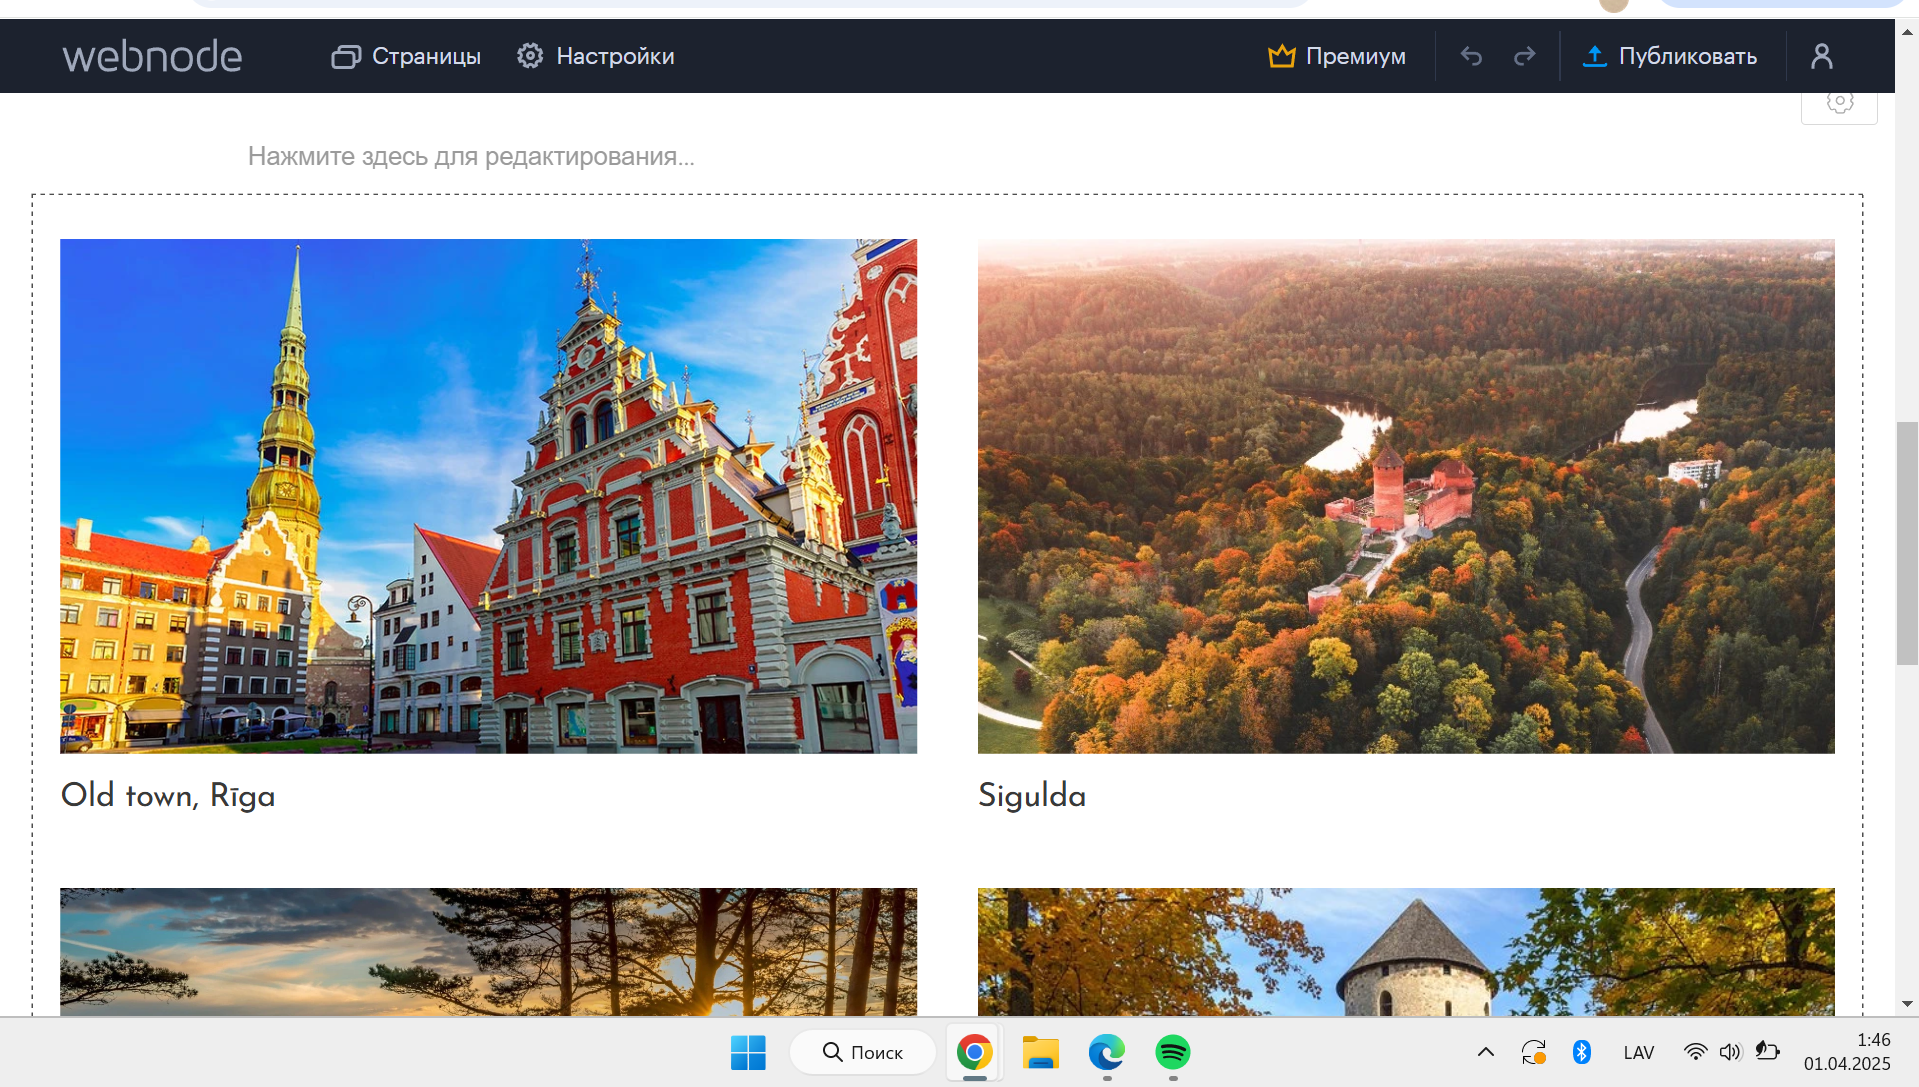 webnode
Страницы
Настройки
Премиум
Публиковать
Нажмите здесь для редактирования...
Old town, Rīga
Sigulda
Поиск
LAV
1:46
01.04.2025